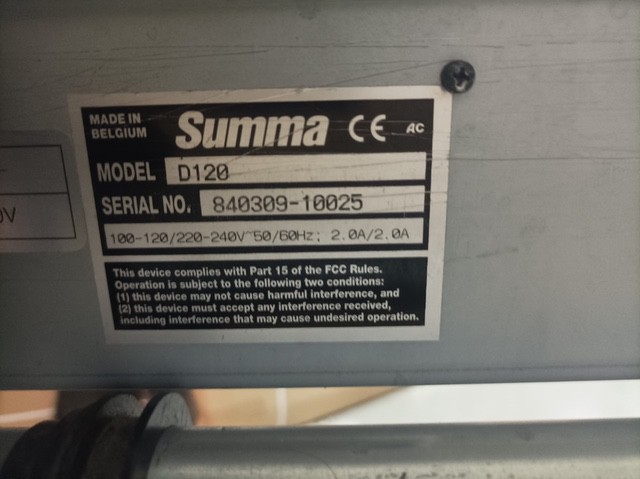 MADE IN
BELGIUM
Summa CE AC
MODEL D120
SERIAL NO. 840309-10025
100-120/220-240V~50/60Hz; 2.0A/2.0A
This device complies with Part 15 of the FCC Rules.
Operation is subject to the following two conditions:
(1) this device may not cause harmful interference, and
(2) this device must accept any interference received,
including interference that may cause undesired operation.